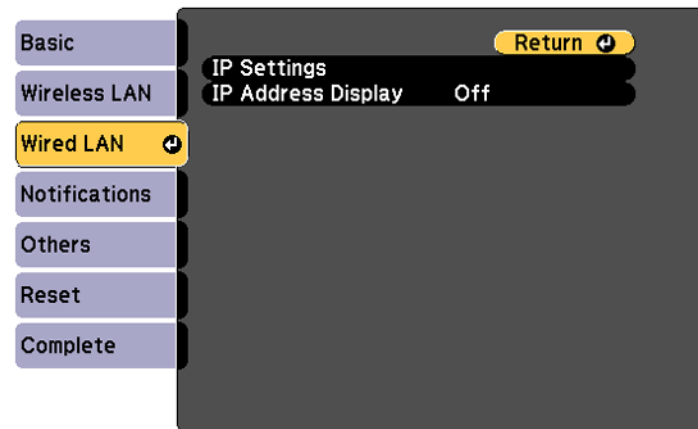 Basic
Wireless LAN
Wired LAN
Notifications
Others
Reset
Complete
Return
IP Settings
IP Address Display Off